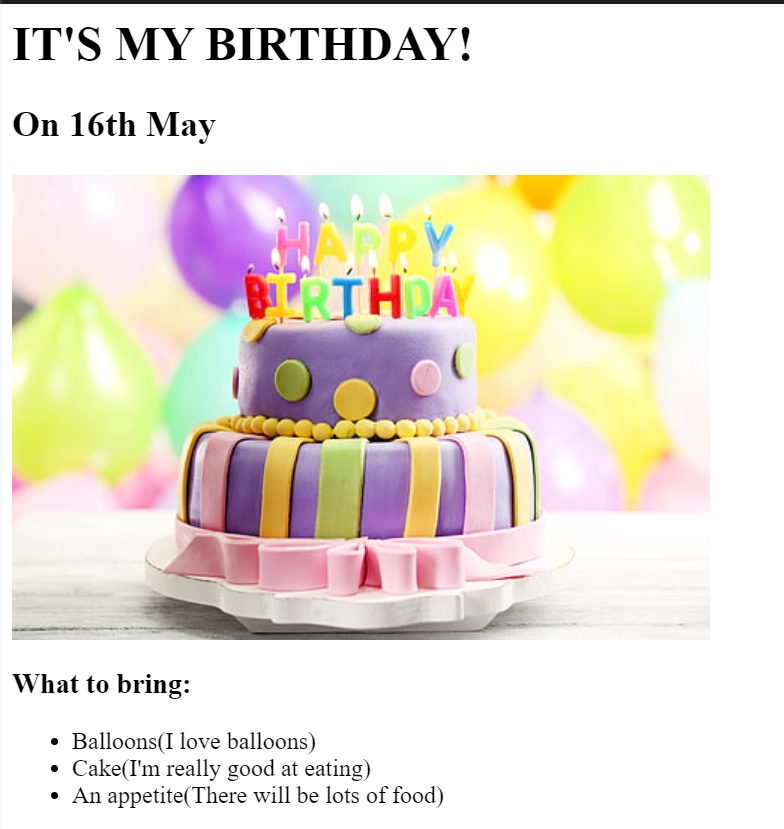 IT'S MY BIRTHDAY!
On 16th May
HAPPY
BIRTHDAY
What to bring:
Balloons(I love balloons)
Cake(I'm really good at eating)
An appetite(There will be lots of food)